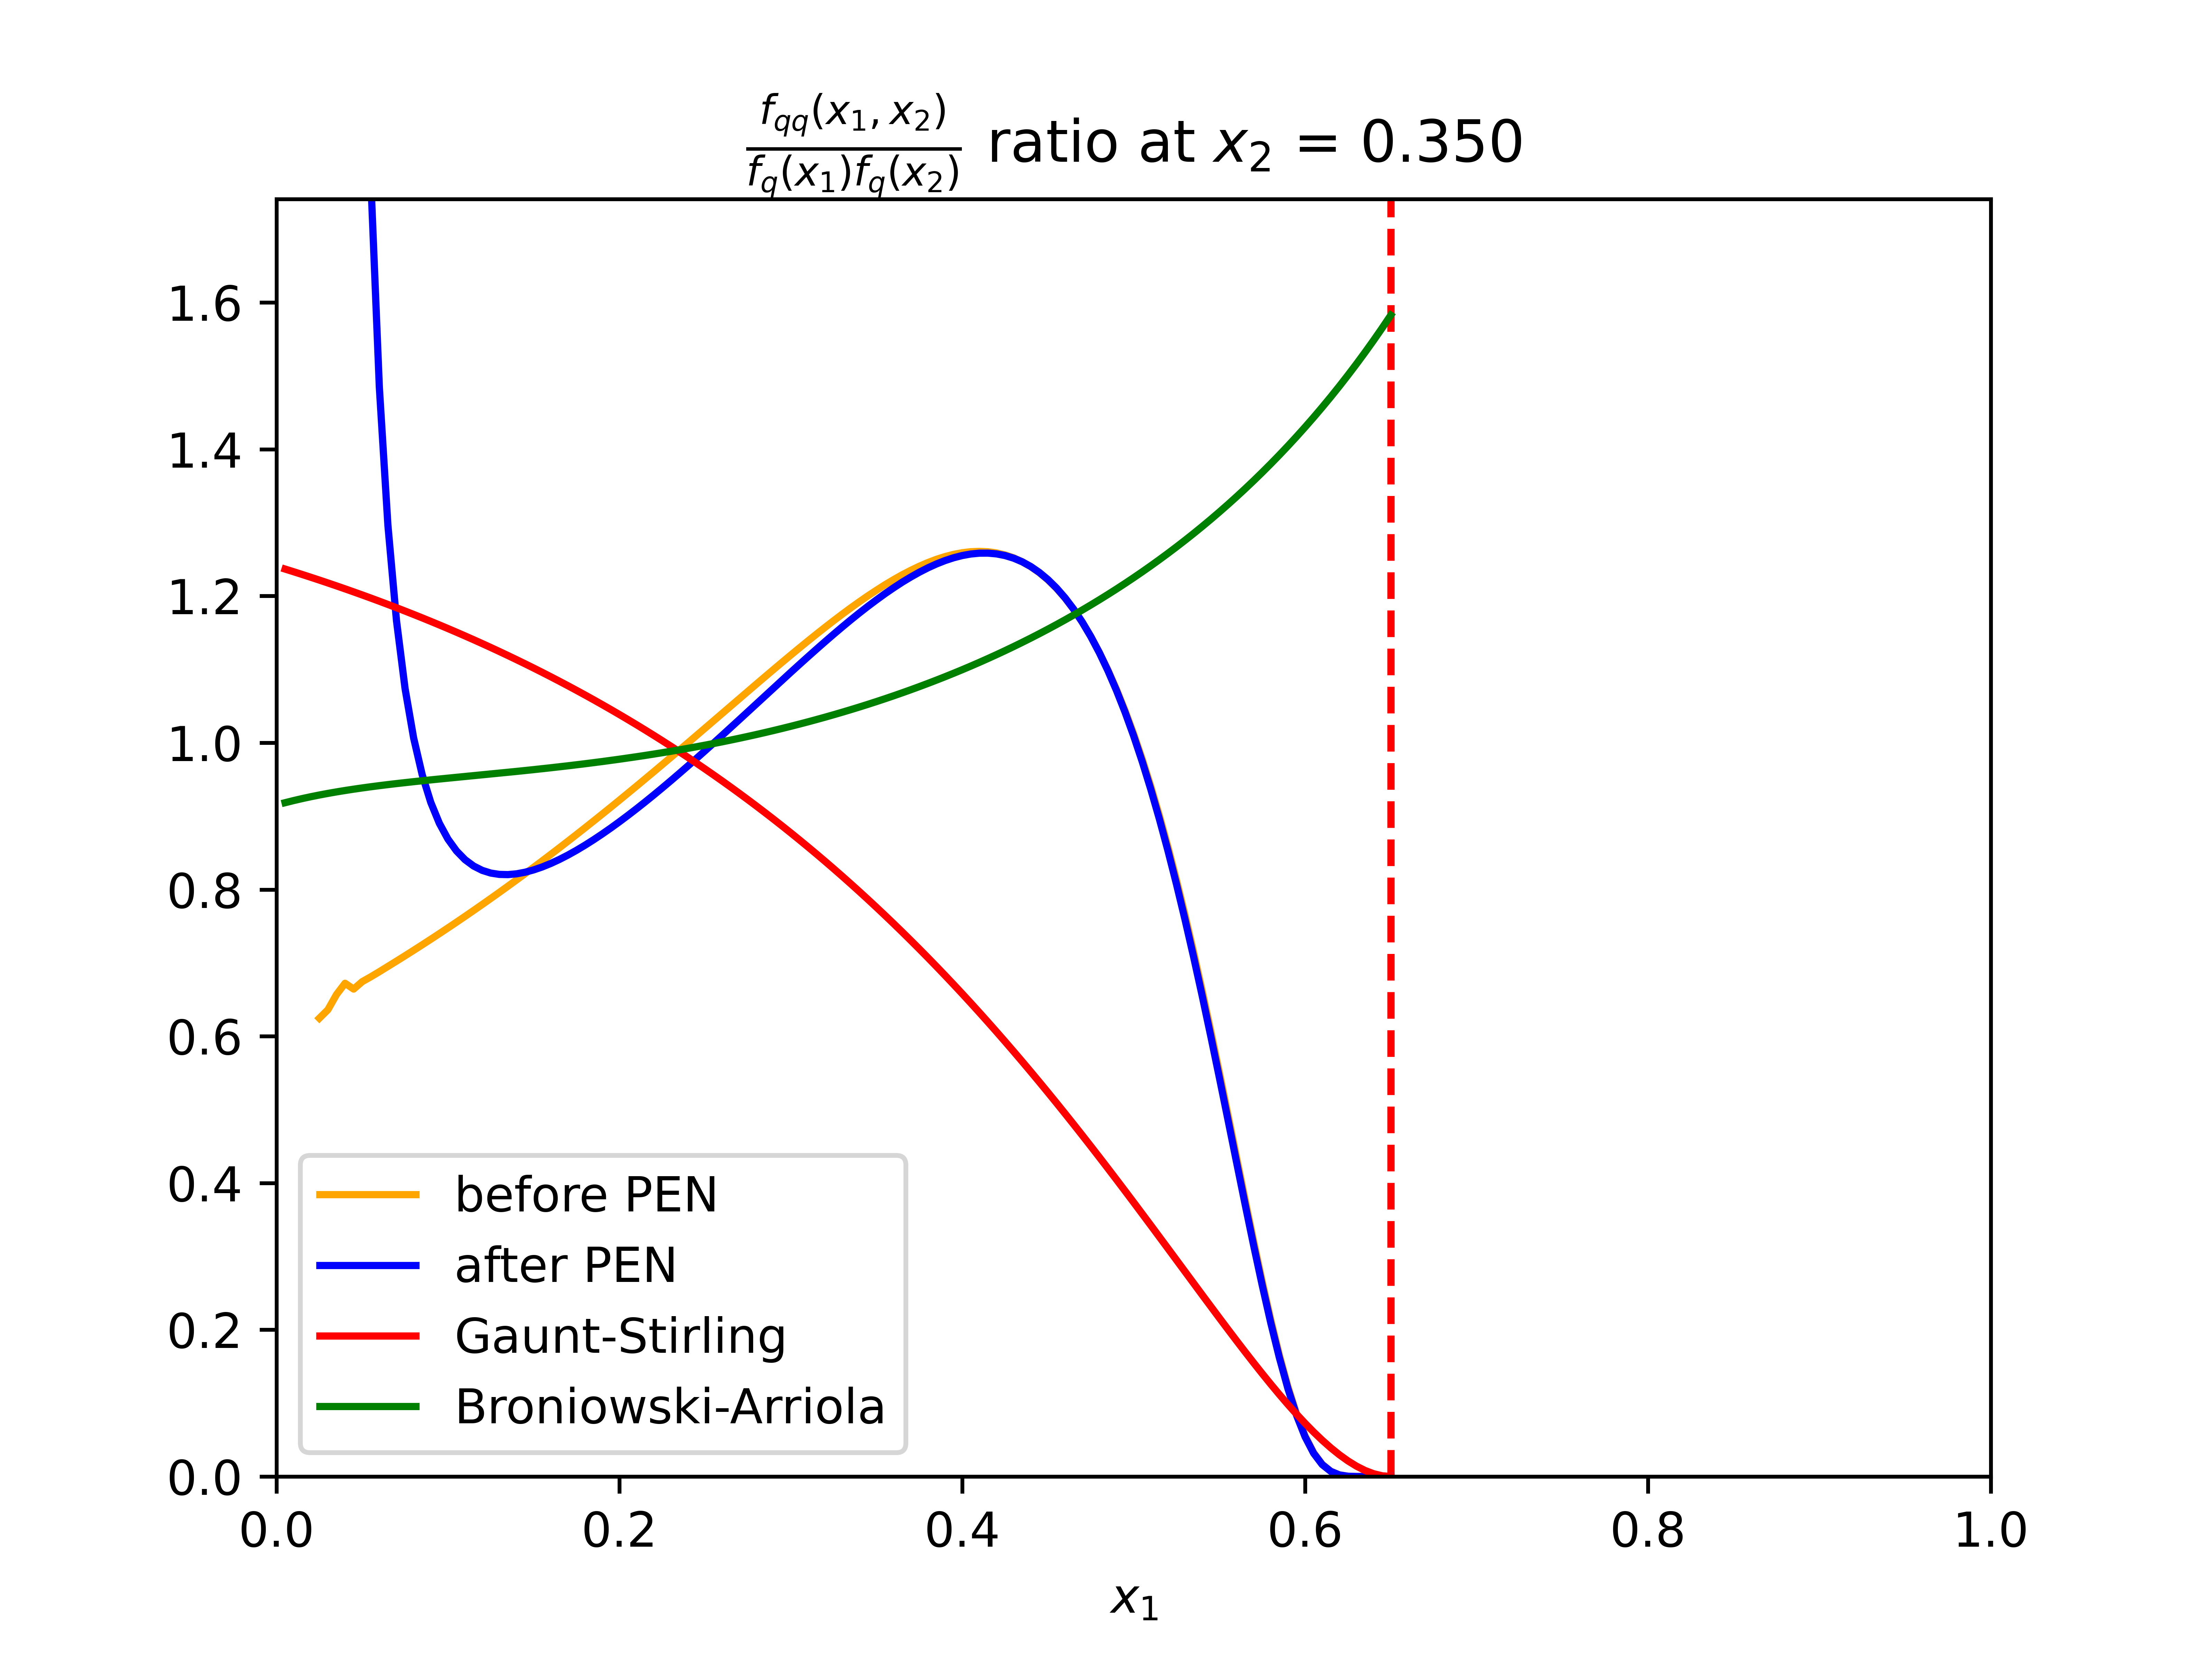 f_{qq}(x_1, x_2)
f_q(x_1)f_q(x_2)
ratio at x_2 = 0.350
1.6
1.4
1.2
1.0
0.8
0.6
0.4
0.2
0.0
before PEN
after PEN
Gaunt-Stirling
Broniowski-Arriola
0.0 0.2 0.4 0.6 0.8 1.0
x_1